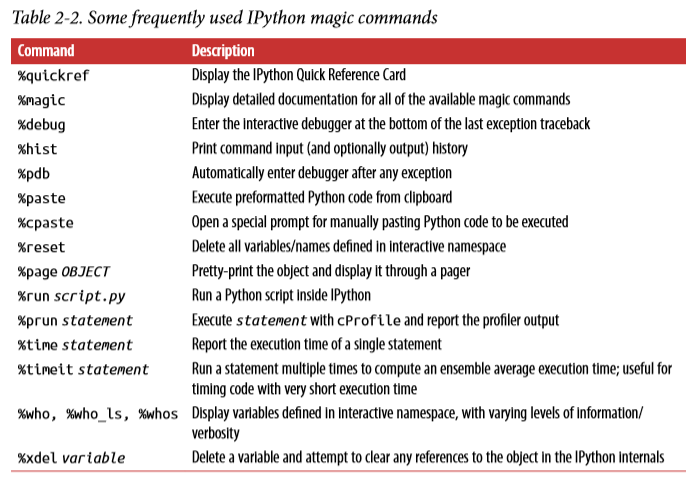 Table 2-2. Some frequently used IPython magic commands
Command Description
%quickref Display the IPython Quick Reference Card
%magic Display detailed documentation for all of the available magic commands
%debug Enter the interactive debugger at the bottom of the last exception traceback
%hist Print command input (and optionally output) history
%pdb Automatically enter debugger after any exception
%paste Execute preformatted Python code from clipboard
%cpaste Open a special prompt for manually pasting Python code to be executed
%reset Delete all variables/names defined in interactive namespace
%page OBJECT Pretty-print the object and display it through a pager
%run script.py Run a Python script inside IPython
%prun statement Execute statement with cProfile and report the profiler output
%time statement Report the execution time of a single statement
%timeit statement Run a statement multiple times to compute an ensemble average execution time; useful for
timing code with very short execution time
%who, %who_ls, %whos Display variables defined in interactive namespace, with varying levels of information/
verbosity
%xdel variable Delete a variable and attempt to clear any references to the object in the IPython internals